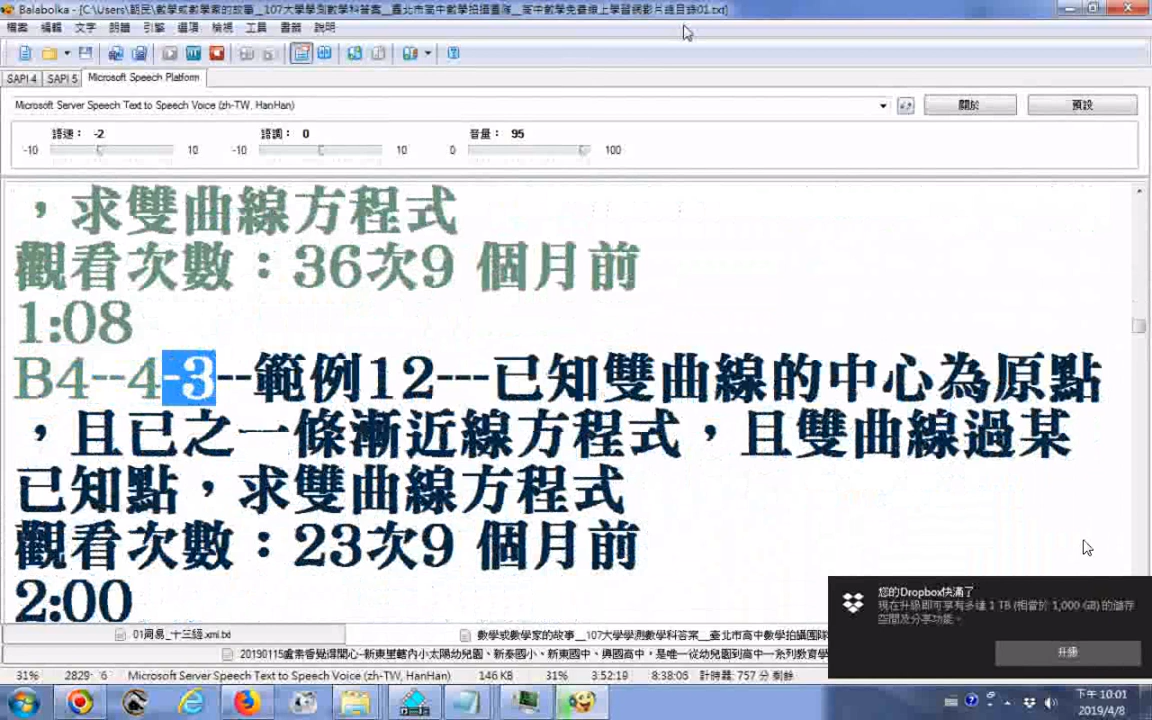 Balabolka - [C:\Users\範民\數學或數學家的故事__107大學學測數學科答案__臺北市高中數學拍攝團隊__高中數學免費線上學習網影片總目錄01.txt]
檔案 編輯 文字 朗讀 引擎 選項 檢視 工具 書籤 說明
SAPI 4 SAPI 5 Microsoft Speech Platform
Microsoft Server Speech Text to Speech Voice (zh-TW, HanHan) 關於 預設
語速： -2 語調： 0 音量： 95
-10 10 -10 10 0 100
，求雙曲線方程式
觀看次數：36次9 個月前
1:08
B4--4-3--範例12---已知雙曲線的中心為原點
，且已之一條漸近線方程式，且雙曲線過某
已知點，求雙曲線方程式
觀看次數：23次9 個月前
2:00
您的Dropbox快滿了
現在升級即可享有多達 1 TB (相當於 1,000 GB) 的儲存
空間及分享功能。
升級
01周易_十三經.xml.txt 數學或數學家的故事__107大學學測數學科答案__臺北市高中數學拍攝團隊
20190115盧素香覺得開心-新東里轄內小太陽幼兒園、新泰國小、新東國中、興國高中，是唯一從幼兒園到高中一系列教育學
31% 2829: 6 Microsoft Server Speech Text to Speech Voice (zh-TW, HanHan) 146 KB 31% 3:52:19 8:38:05 計時器: 757 分 剩餘
下午 10:01
2019/4/8